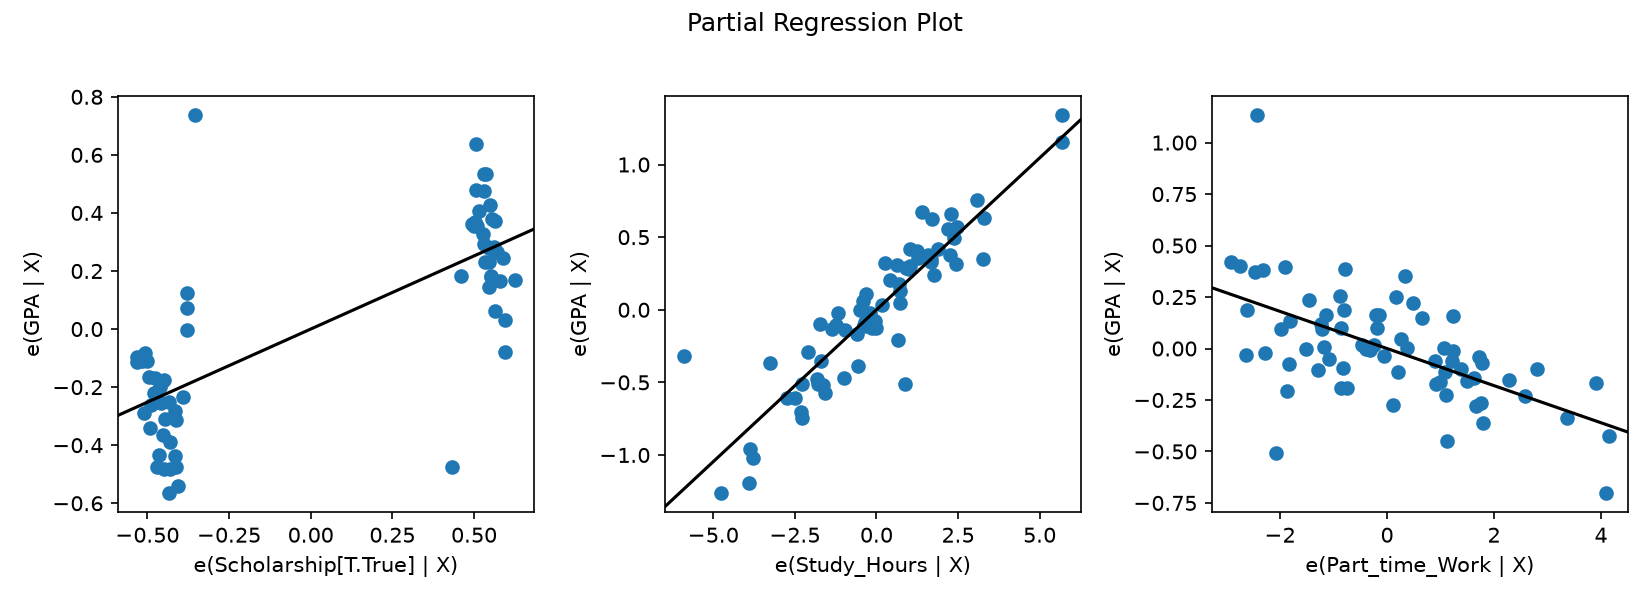 Partial Regression Plot
e(GPA | X)
0.8
0.6
0.4
0.2
0.0
−0.2
−0.4
−0.6
−0.50 −0.25 0.00 0.25 0.50
e(Scholarship[T.True] | X)
e(GPA | X)
1.0
0.5
0.0
−0.5
−1.0
−5.0 −2.5 0.0 2.5 5.0
e(Study_Hours | X)
e(GPA | X)
1.00
0.75
0.50
0.25
0.00
−0.25
−0.50
−0.75
−2 0 2 4
e(Part_time_Work | X)